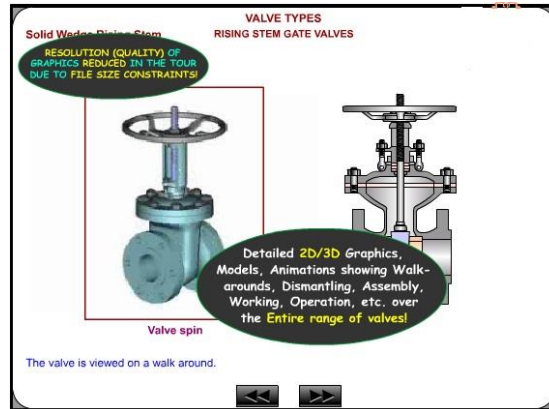 VALVE TYPES
Solid Wedge Rising Stem
RISING STEM GATE VALVES
RESOLUTION (QUALITY) OF
GRAPHICS REDUCED IN THE TOUR
DUE TO FILE SIZE CONSTRAINTS!
Detailed 2D/3D Graphics,
Models, Animations showing Walk-
arounds, Dismantling, Assembly,
Working, Operation, etc. over
the Entire range of valves!
Valve spin
The valve is viewed on a walk around.